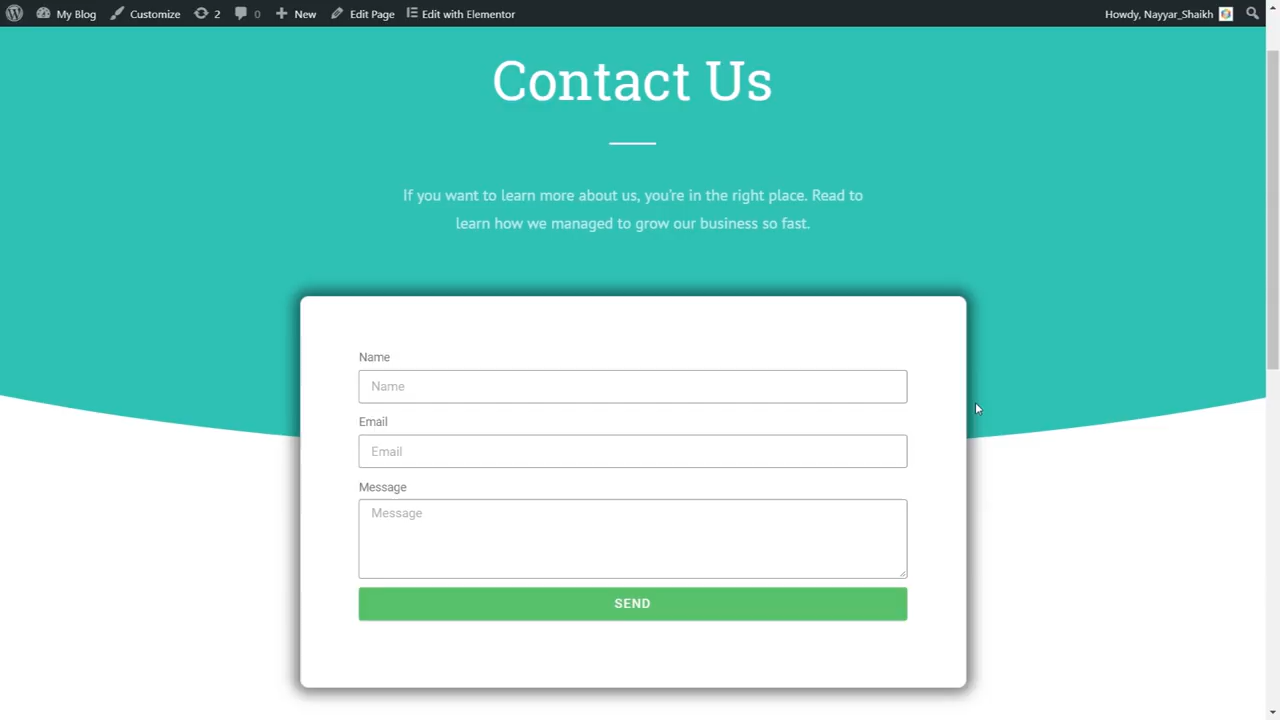 My Blog Customize 2 0 New Edit Page Edit with Elementor Howdy, Nayyar_Shaikh
Contact Us
If you want to learn more about us, you're in the right place. Read to
learn how we managed to grow our business so fast.
Name
Name
Email
Email
Message
Message
SEND